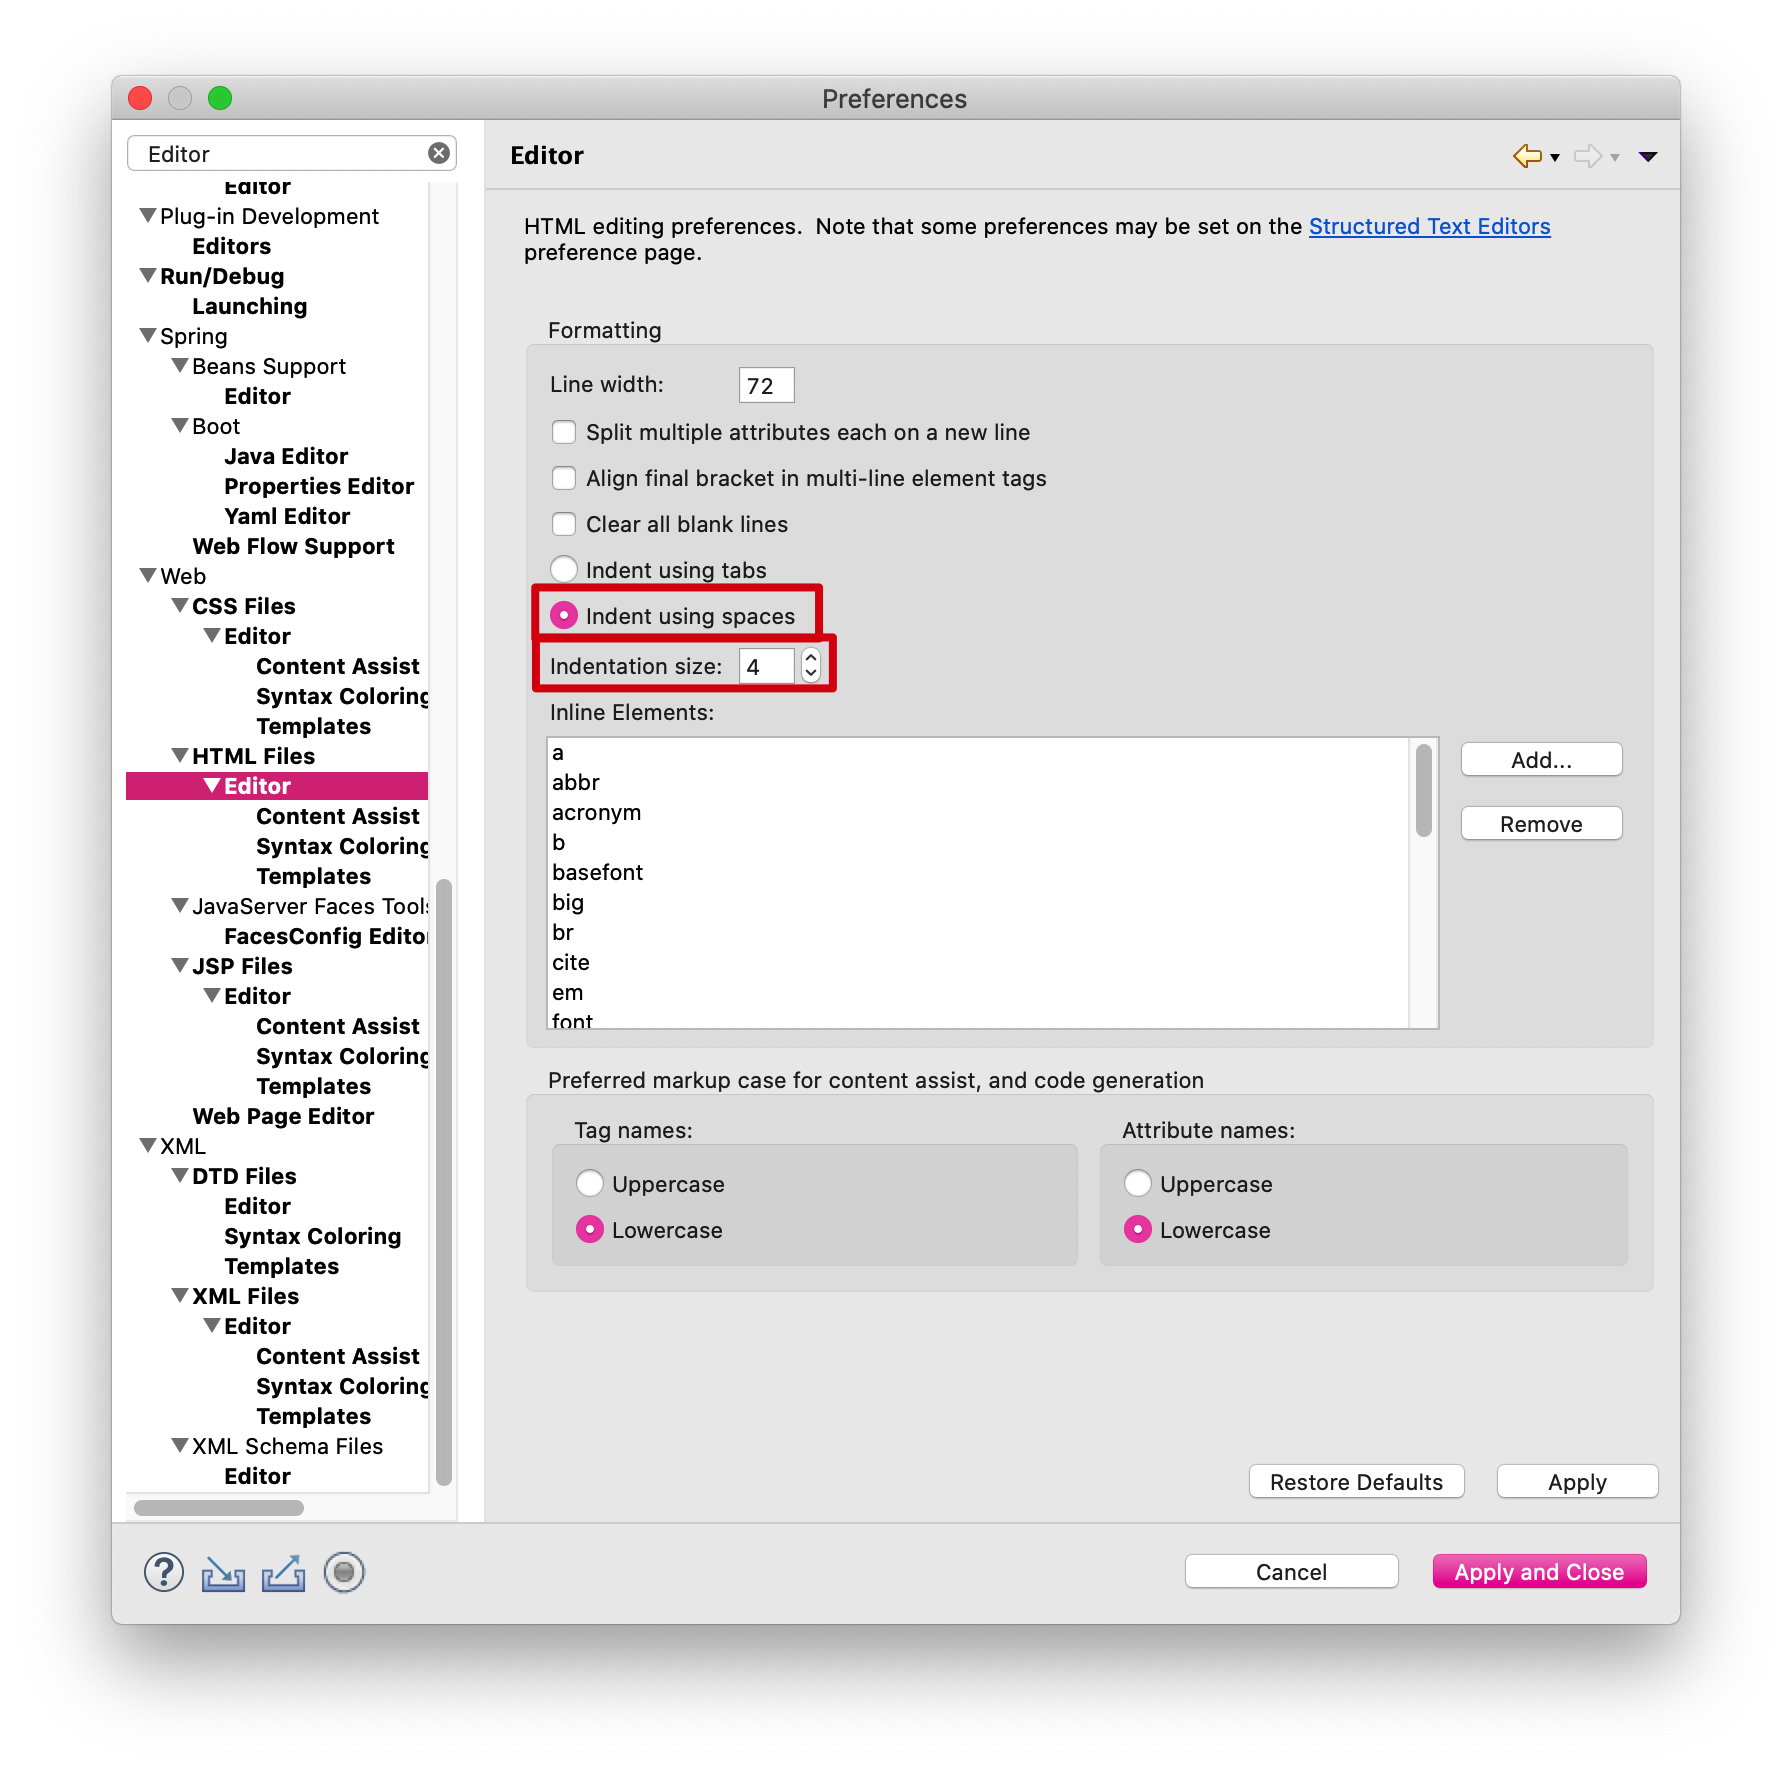 Preferences
Editor
Editor
Plug-in Development
Editors
Run/Debug
Launching
Spring
Beans Support
Editor
Boot
Java Editor
Properties Editor
Yaml Editor
Web Flow Support
Web
CSS Files
Editor
Content Assist
Syntax Coloring
Templates
HTML Files
Editor
Content Assist
Syntax Coloring
Templates
JavaServer Faces Tools
FacesConfig Editor
JSP Files
Editor
Content Assist
Syntax Coloring
Templates
Web Page Editor
XML
DTD Files
Editor
Syntax Coloring
Templates
XML Files
Editor
Content Assist
Syntax Coloring
Templates
XML Schema Files
Editor
Editor
HTML editing preferences.  Note that some preferences may be set on the Structured Text Editors
preference page.
Formatting
Line width: 72
Split multiple attributes each on a new line
Align final bracket in multi-line element tags
Clear all blank lines
Indent using tabs
Indent using spaces
Indentation size: 4
Inline Elements:
a
abbr
acronym
b
basefont
big
br
cite
em
font
Add...
Remove
Preferred markup case for content assist, and code generation
Tag names:
Uppercase
Lowercase
Attribute names:
Uppercase
Lowercase
Restore Defaults
Apply
?
Cancel
Apply and Close